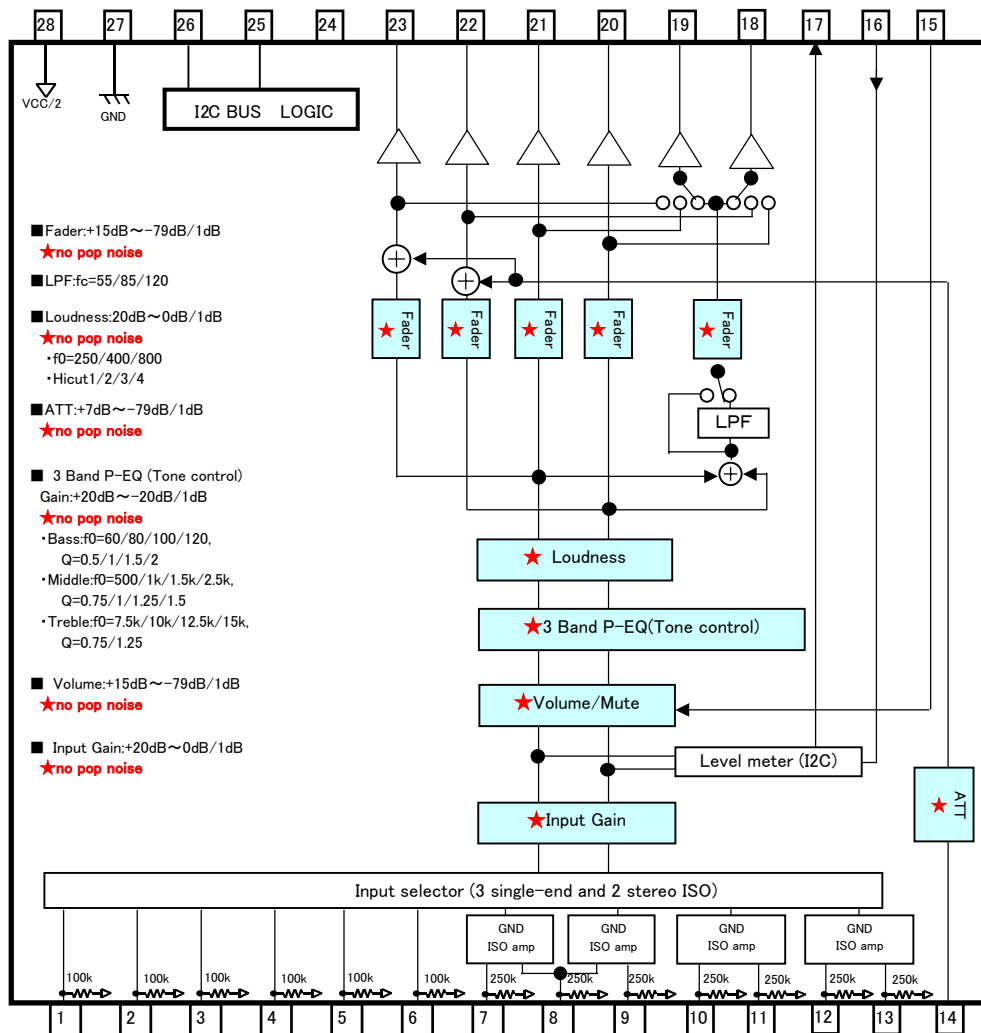 28 27 26 25 24 23 22 21 20 19 18 17 16 15
VCC/2
GND
I2C BUS LOGIC
■Fader:+15dB～-79dB/1dB
★no pop noise
■LPF:fc=55/85/120
■Loudness:20dB～0dB/1dB
★no pop noise
・f0=250/400/800
・Hicut1/2/3/4
■ATT:+7dB～-79dB/1dB
★no pop noise
■ 3 Band P-EQ (Tone control)
Gain:+20dB～-20dB/1dB
★no pop noise
・Bass:f0=60/80/100/120,
Q=0.5/1/1.5/2
・Middle:f0=500/1k/1.5k/2.5k,
Q=0.75/1/1.25/1.5
・Treble:f0=7.5k/10k/12.5k/15k,
Q=0.75/1.25
■ Volume:+15dB～-79dB/1dB
★no pop noise
■ Input Gain:+20dB～0dB/1dB
★no pop noise
★Fader
★Fader
★Fader
★Fader
★Fader
LPF
★ Loudness
★3 Band P-EQ(Tone control)
★Volume/Mute
Level meter (I2C)
★Input Gain
★ATT
Input selector (3 single-end and 2 stereo ISO)
GND
ISO amp
GND
ISO amp
GND
ISO amp
GND
ISO amp
100k 100k 100k 100k 100k 100k 250k 250k 250k 250k 250k 250k 250k
1 2 3 4 5 6 7 8 9 10 11 12 13 14